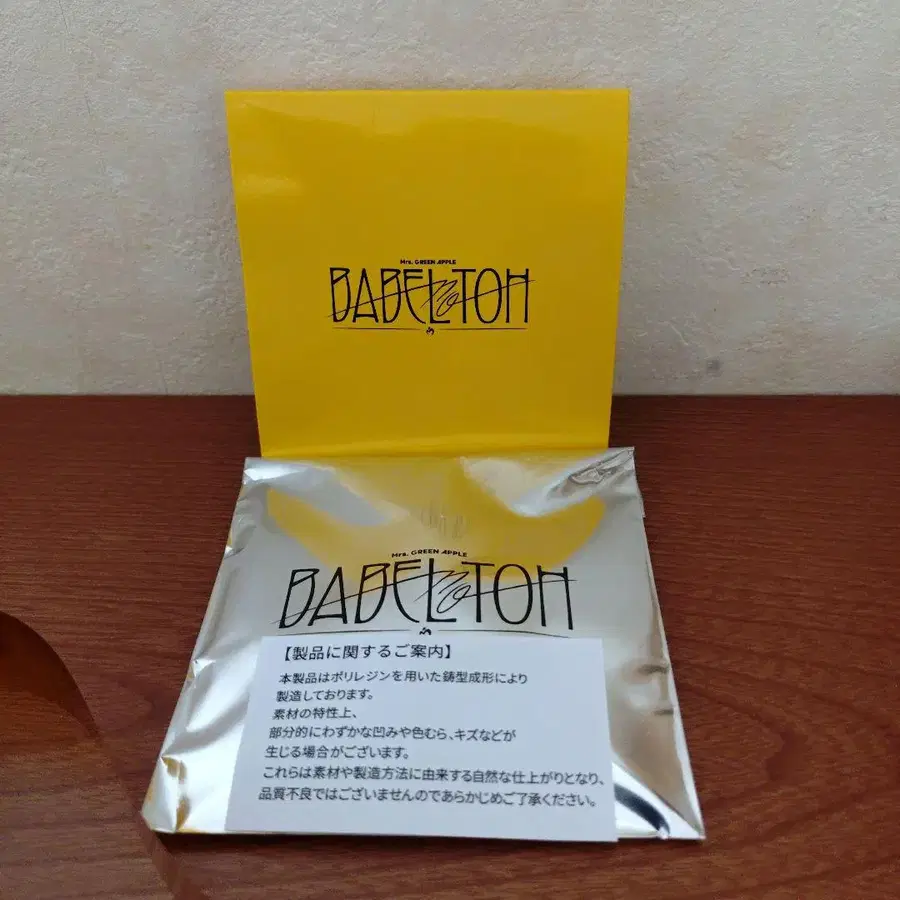 Mrs. GREEN APPLE
BABEL no TOH
Mrs. GREEN APPLE
BABEL no TOH
【製品に関するご案内】
本製品はポリレジンを用いた鋳型成形により
製造しております。
素材の特性上、
部分的にわずかな凹みや色むら、キズなどが
生じる場合がございます。
これらは素材や製造方法に由来する自然な仕上がりとなり、
品質不良ではございませんのであらかじめご了承ください。